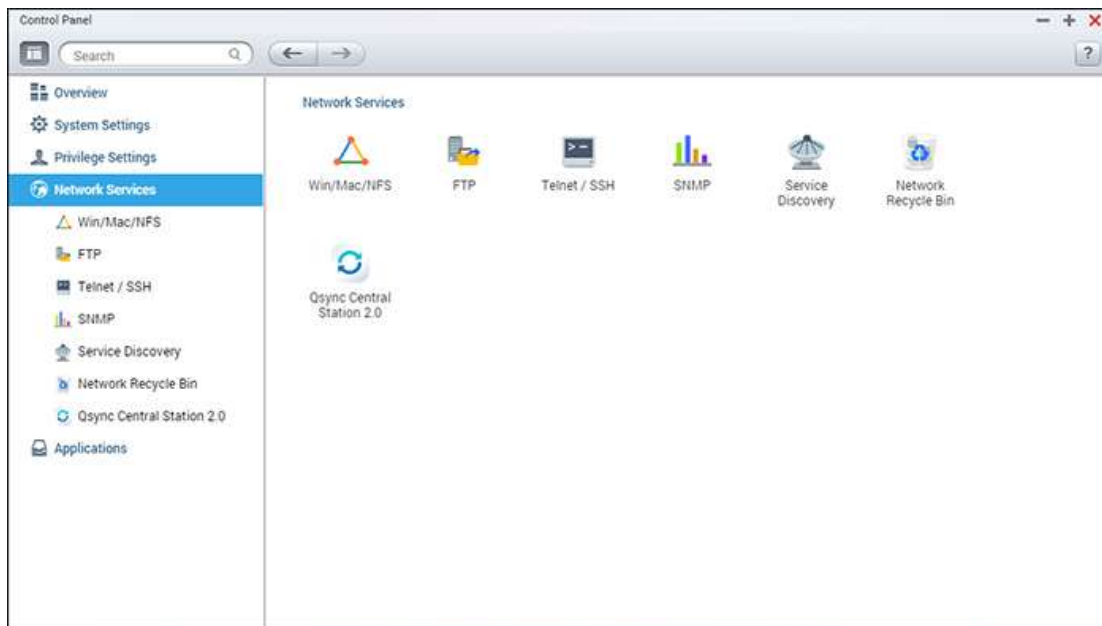 Control Panel
Search
?
Overview
System Settings
Privilege Settings
Network Services
Win/Mac/NFS
FTP
Telnet / SSH
SNMP
Service Discovery
Network Recycle Bin
Qsync Central Station 2.0
Applications
Network Services
Win/Mac/NFS
FTP
Telnet / SSH
SNMP
Service
Discovery
Network
Recycle Bin
Qsync Central
Station 2.0